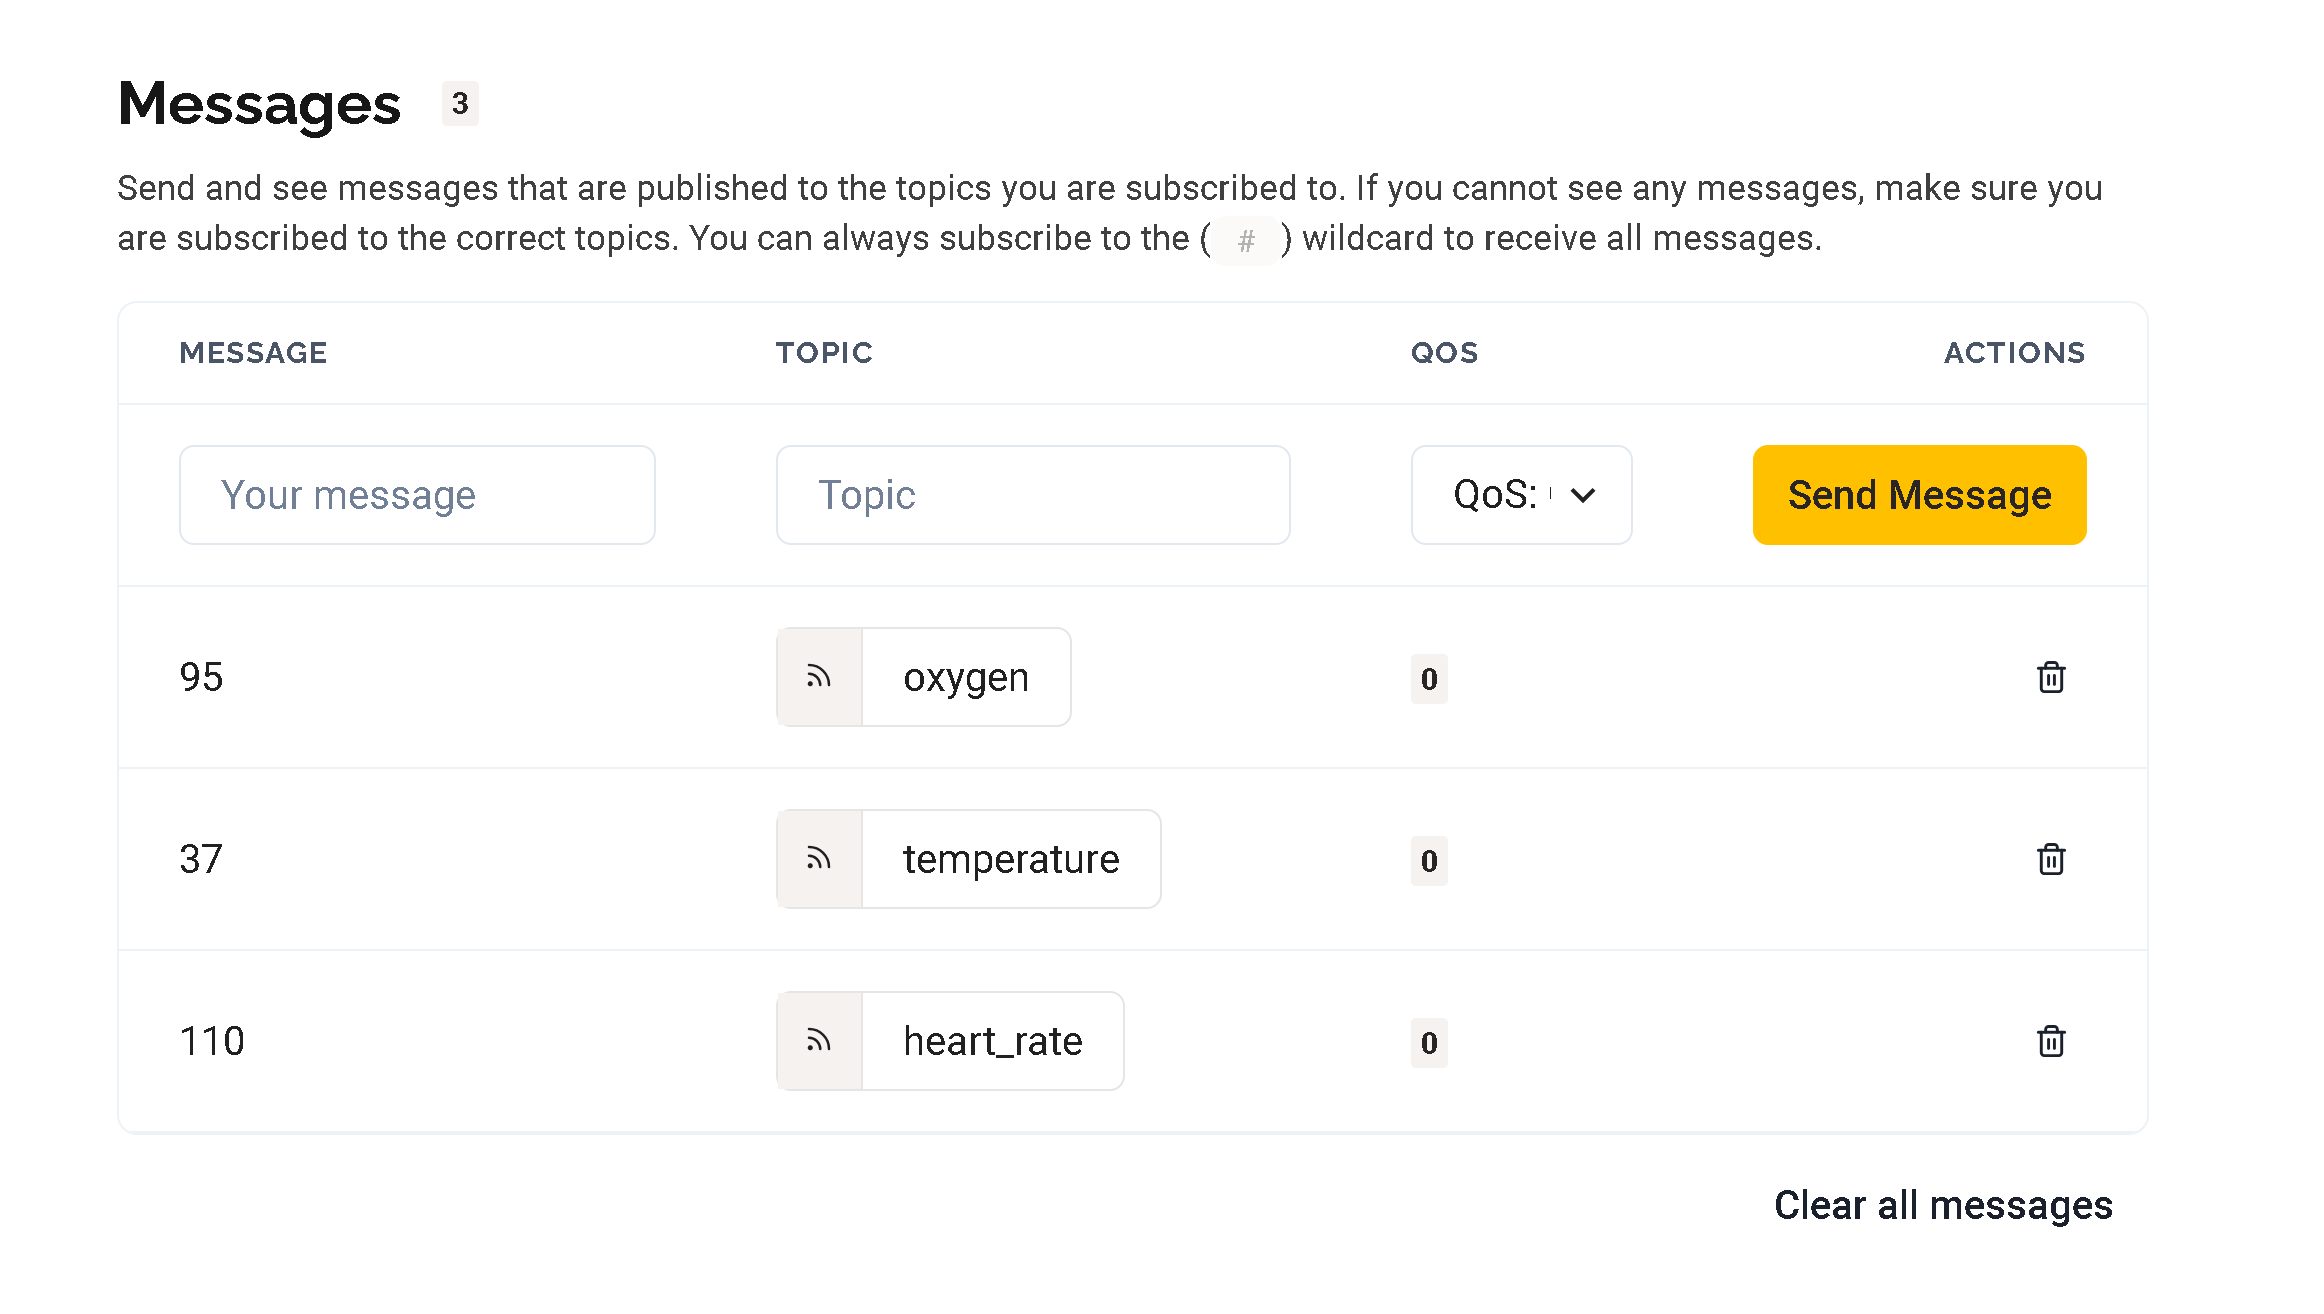 Messages 3
Send and see messages that are published to the topics you are subscribed to. If you cannot see any messages, make sure you
are subscribed to the correct topics. You can always subscribe to the ( # ) wildcard to receive all messages.
MESSAGE TOPIC QOS ACTIONS
Your message Topic QoS: Send Message
95 oxygen 0
37 temperature 0
110 heart_rate 0
Clear all messages